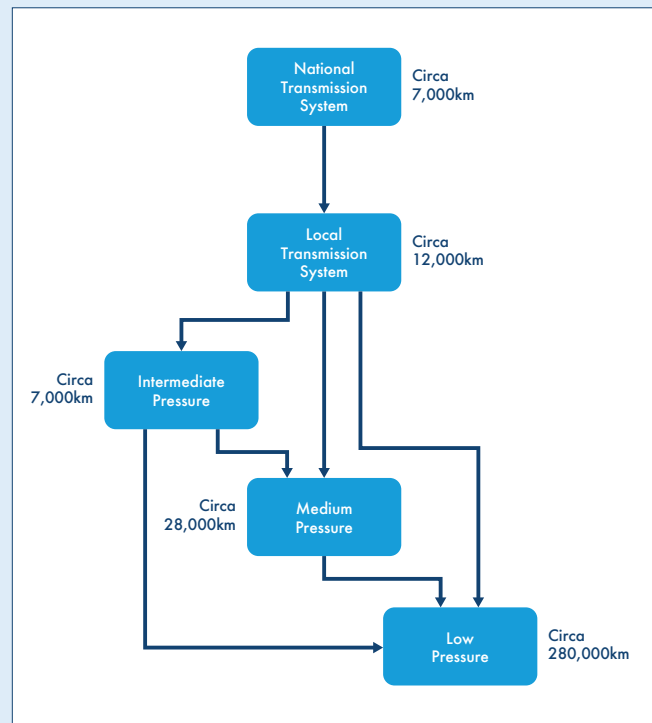 National
Transmission
System
Circa
7,000km
Local
Transmission
System
Circa
12,000km
Circa
7,000km
Intermediate
Pressure
Circa
28,000km
Medium
Pressure
Low
Pressure
Circa
280,000km